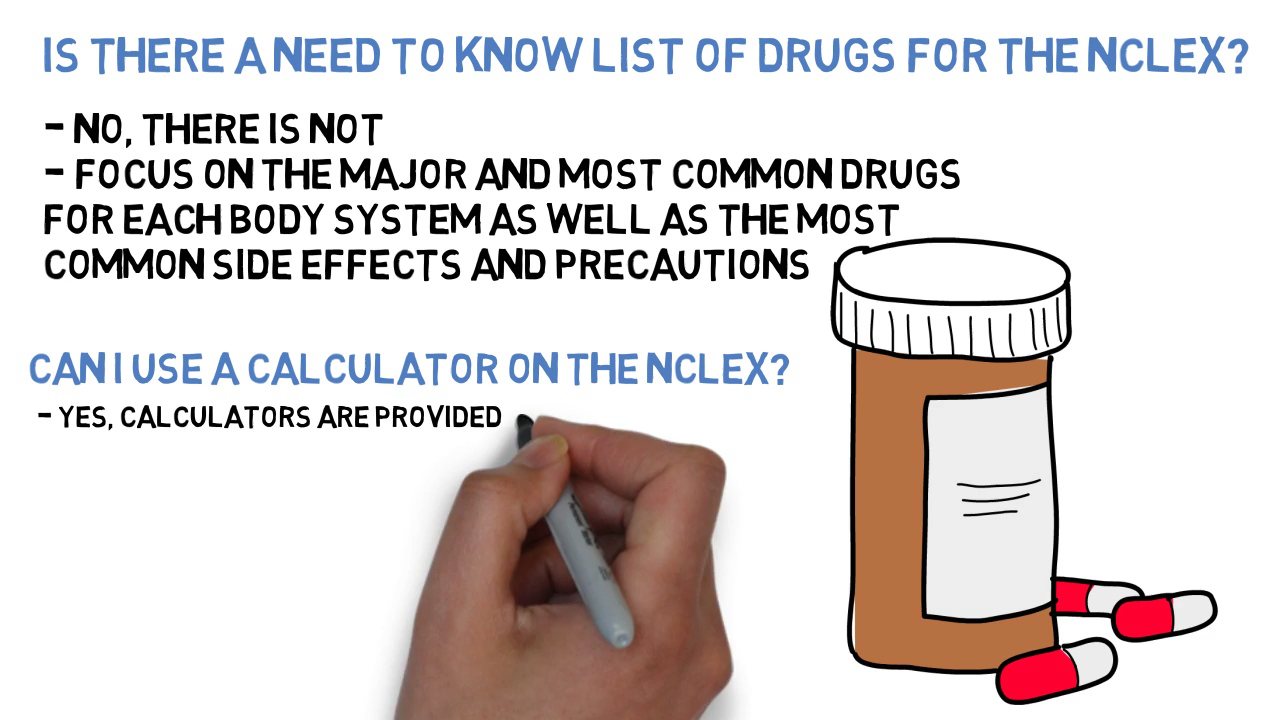 IS THERE A NEED TO KNOW LIST OF DRUGS FOR THE NCLEX?
- NO, THERE IS NOT
- FOCUS ON THE MAJOR AND MOST COMMON DRUGS
FOR EACH BODY SYSTEM AS WELL AS THE MOST
COMMON SIDE EFFECTS AND PRECAUTIONS
CAN I USE A CALCULATOR ON THE NCLEX?
- YES, CALCULATORS ARE PROVIDED